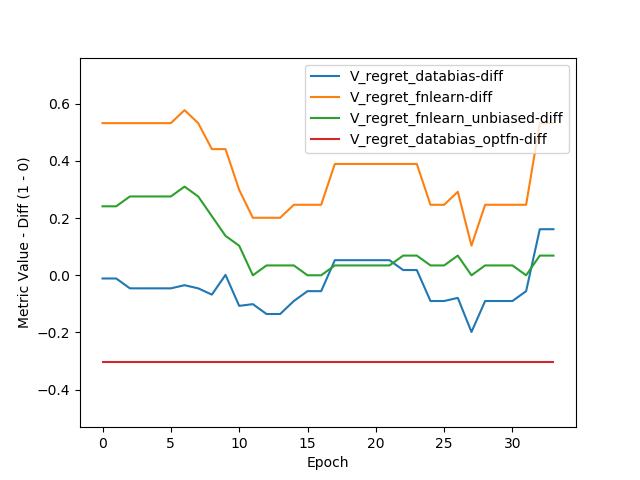 V_regret_databias-diff
V_regret_fnlearn-diff
V_regret_fnlearn_unbiased-diff
V_regret_databias_optfn-diff
Metric Value - Diff (1 - 0)
0.6
0.4
0.2
0.0
−0.2
−0.4
0 5 10 15 20 25 30
Epoch